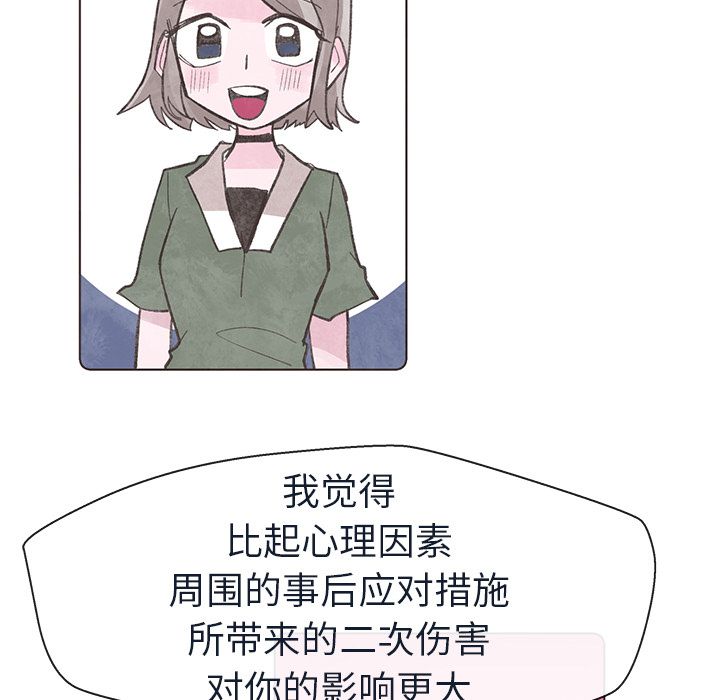 我觉得
比起心理因素
周围的事后应对措施
所带来的二次伤害
对你的影响更大